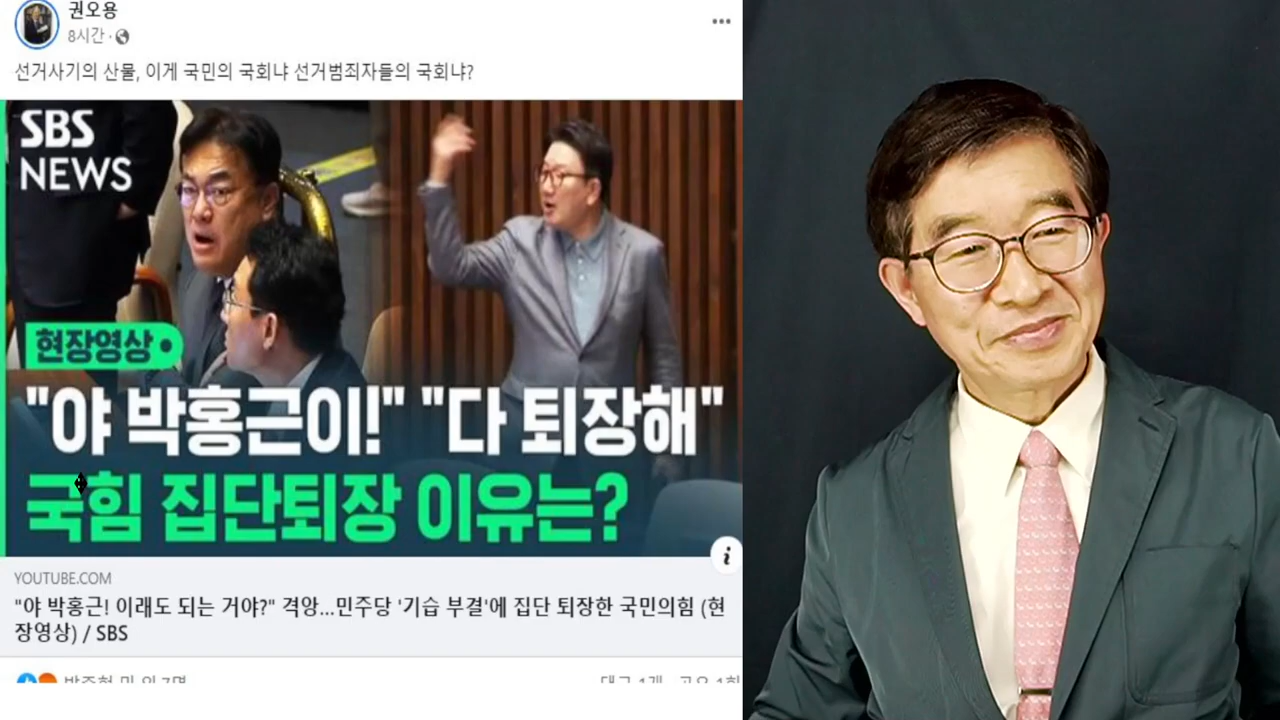 권오용
8시간 ·
선거사기의 산물, 이게 국민의 국회냐 선거범죄자들의 국회냐?
SBS
NEWS
현장영상
"야 박홍근이!" "다 퇴장해"
국힘 집단퇴장 이유는?
i
YOUTUBE.COM
"야 박홍근! 이래도 되는 거야?" 격앙...민주당 '기습 부결'에 집단 퇴장한 국민의힘 (현
장영상) / SBS